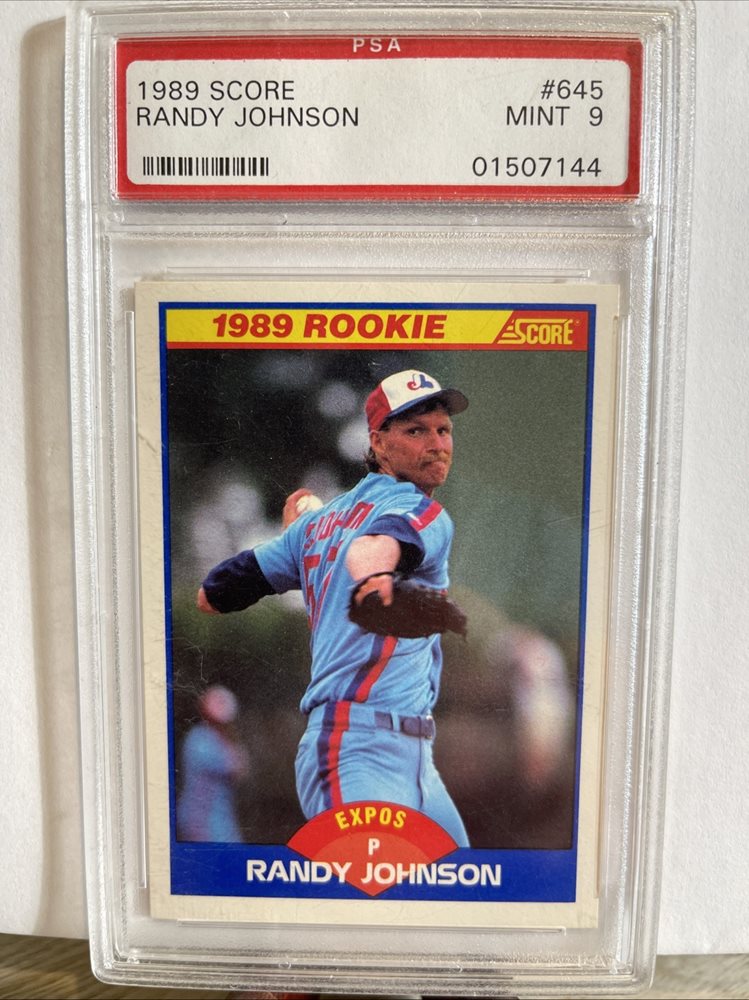 PSA
1989 SCORE #645
RANDY JOHNSON MINT 9
01507144
1989 ROOKIE SCORE
EXPOS
P
RANDY JOHNSON